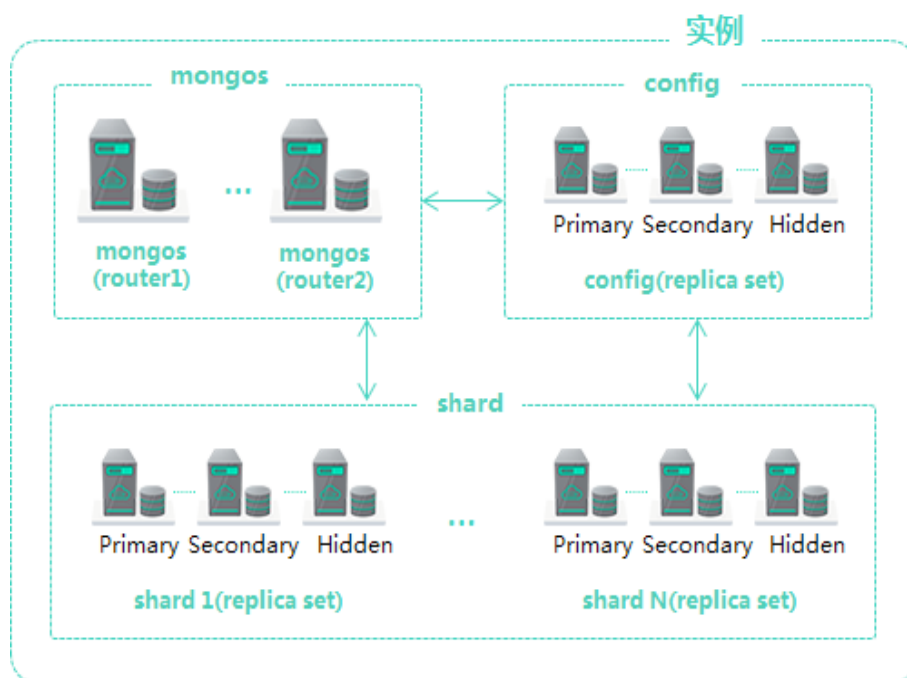 实例
mongos
...
mongos
(router1)
mongos
(router2)
config
Primary Secondary Hidden
config(replica set)
shard
Primary Secondary Hidden
shard 1(replica set)
...
Primary Secondary Hidden
shard N(replica set)